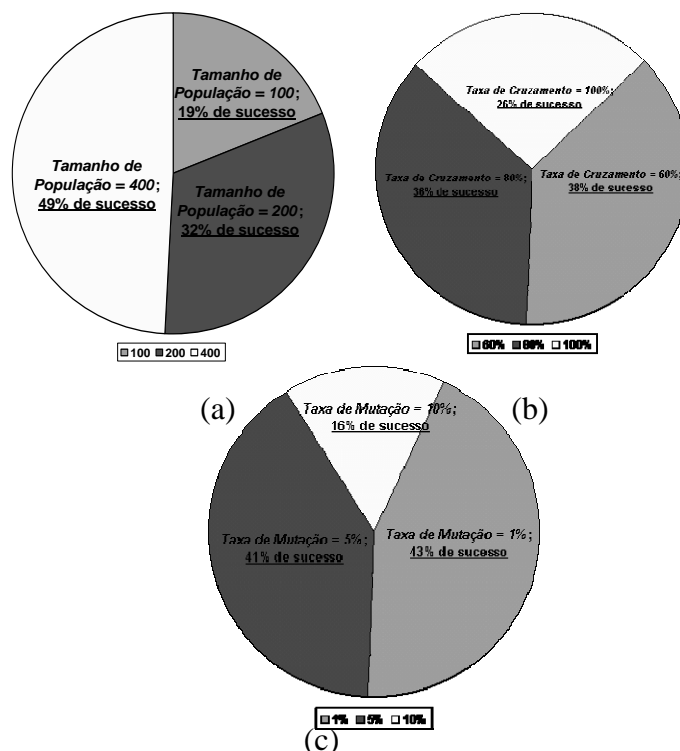 Tamanho de
População = 100;
19% de sucesso
Tamanho de
População = 400;
49% de sucesso
Tamanho de
População = 200;
32% de sucesso
100 200 400
(a)
Taxa de Cruzamento = 100%;
26% de sucesso
Taxa de Cruzamento = 80%;
36% de sucesso
Taxa de Cruzamento = 60%;
38% de sucesso
60% 80% 100%
(b)
Taxa de Mutação = 10%;
16% de sucesso
Taxa de Mutação = 5%;
41% de sucesso
Taxa de Mutação = 1%;
43% de sucesso
1% 5% 10%
(c)